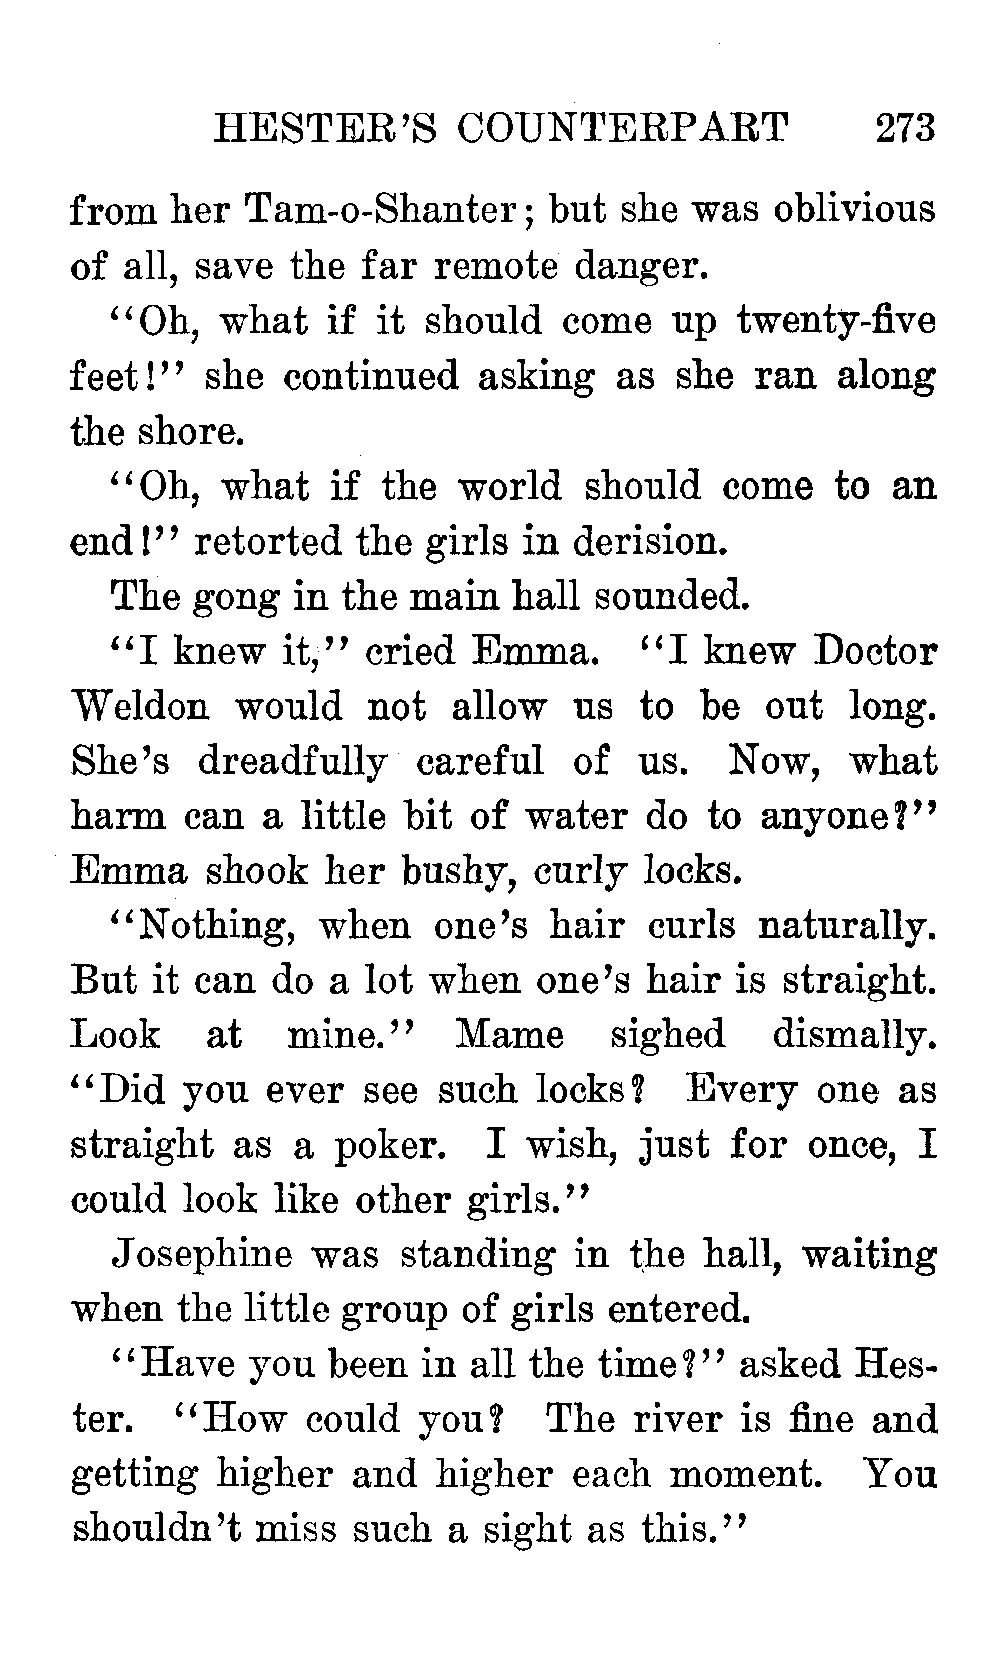 HESTER'S COUNTERPART 273
from her Tam-o-Shanter; but she was oblivious
of all, save the far remote danger.
"Oh, what if it should come up twenty-five
feet!" she continued asking as she ran along
the shore.
"Oh, what if the world should come to an
end!" retorted the girls in derision.
The gong in the main hall sounded.
"I knew it," cried Emma. "I knew Doctor
Weldon would not allow us to be out long.
She's dreadfully careful of us. Now, what
harm can a little bit of water do to anyone?"
Emma shook her bushy, curly locks.
"Nothing, when one's hair curls naturally.
But it can do a lot when one's hair is straight.
Look at mine." Mame sighed dismally.
"Did you ever see such locks? Every one as
straight as a poker. I wish, just for once, I
could look like other girls."
Josephine was standing in the hall, waiting
when the little group of girls entered.
"Have you been in all the time?" asked Hes-
ter. "How could you? The river is fine and
getting higher and higher each moment. You
shouldn't miss such a sight as this."